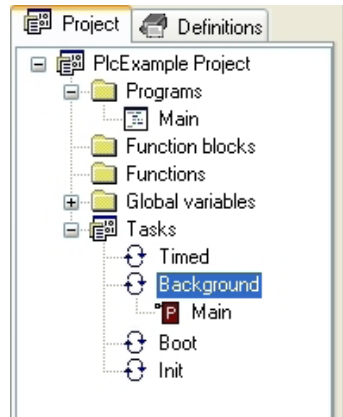 Project Definitions
PlcExample Project
Programs
Main
Function blocks
Functions
Global variables
Tasks
Timed
Background
P Main
Boot
Init